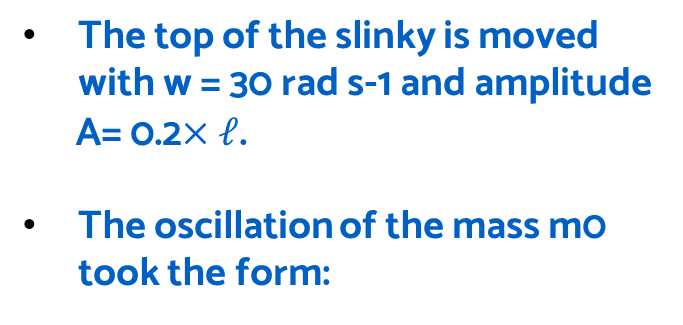 • The top of the slinky is moved
with w = 30 rad s-1 and amplitude
A= 0.2× ℓ.
• The oscillation of the mass m0
took the form: